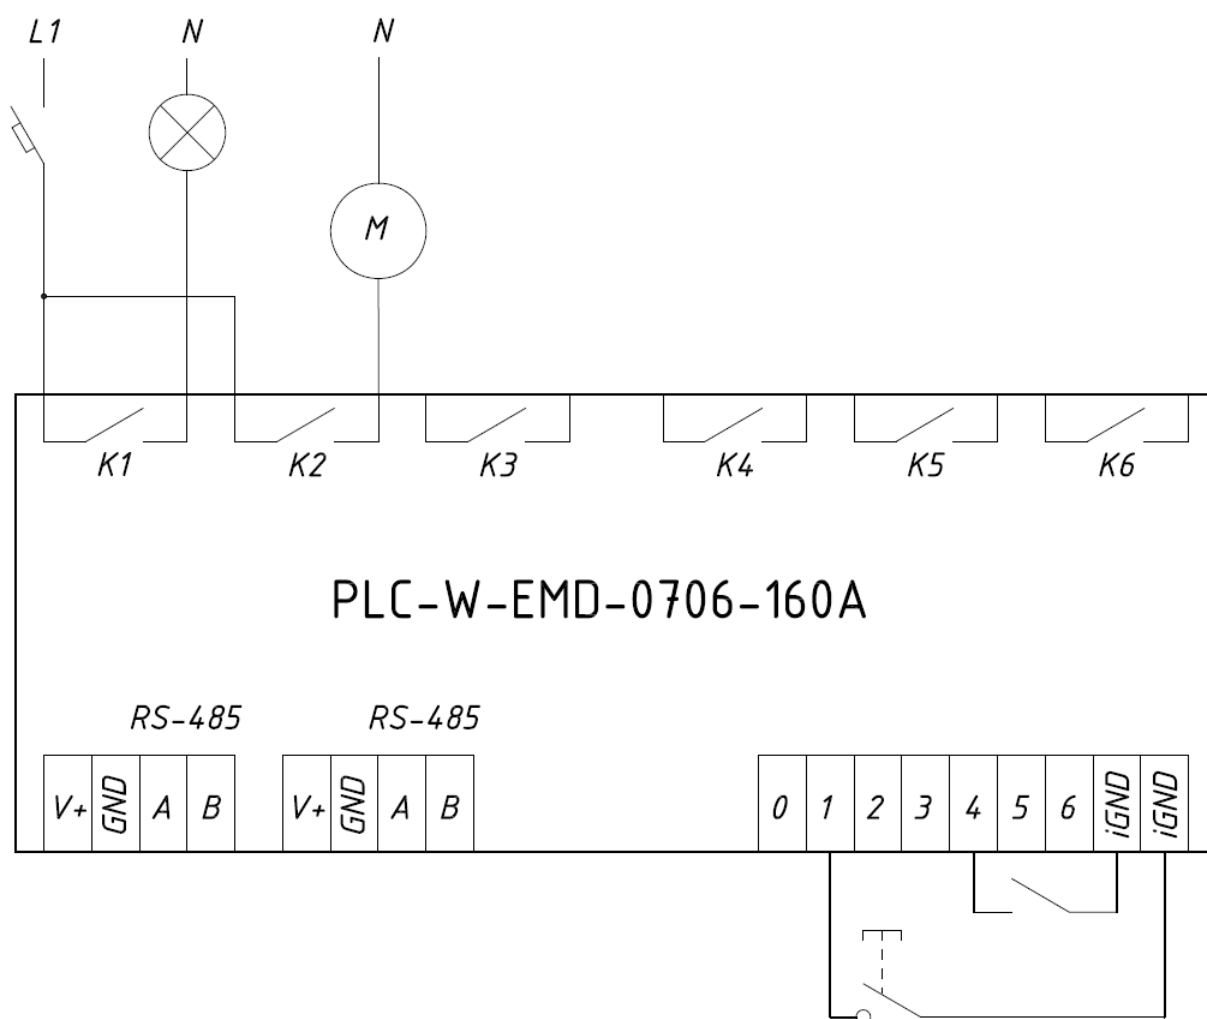 L1 N N
M
K1 K2 K3 K4 K5 K6
PLC-W-EMD-0706-160A
RS-485 RS-485
V+ GND A B V+ GND A B 0 1 2 3 4 5 6 iGND iGND